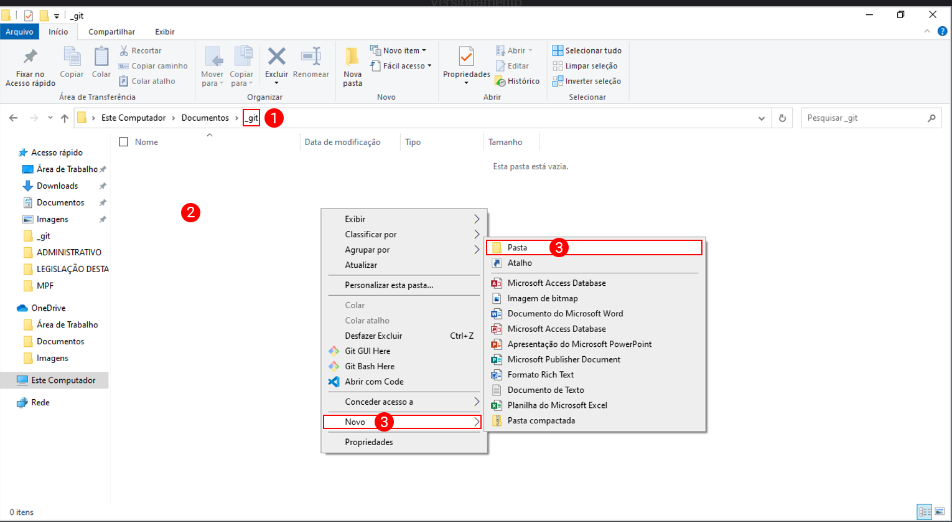 versionamento
_git
Arquivo Início Compartilhar Exibir
Fixar no Acesso rápido
Copiar
Colar
Recortar
Copiar caminho
Colar atalho
Área de Transferência
Mover para
Copiar para
Excluir
Renomear
Organizar
Nova pasta
Novo item
Fácil acesso
Novo
Propriedades
Abrir
Editar
Histórico
Abrir
Selecionar tudo
Limpar seleção
Inverter seleção
Selecionar
Este Computador > Documentos > _git 1
Pesquisar _git
Nome Data de modificação Tipo Tamanho
Esta pasta está vazia.
Acesso rápido
Área de Trabalho
Downloads
Documentos
Imagens
_git
ADMINISTRATIVO
LEGISLAÇÃO DESTA
MPF
OneDrive
Área de Trabalho
Documentos
Imagens
Este Computador
Rede
2
Exibir
Classificar por
Agrupar por
Atualizar
Personalizar esta pasta...
Colar
Colar atalho
Desfazer Excluir Ctrl+Z
Git GUI Here
Git Bash Here
Abrir com Code
Conceder acesso a
Novo 3
Propriedades
Pasta 3
Atalho
Microsoft Access Database
Imagem de bitmap
Documento do Microsoft Word
Microsoft Access Database
Apresentação do Microsoft PowerPoint
Microsoft Publisher Document
Formato Rich Text
Documento de Texto
Planilha do Microsoft Excel
Pasta compactada
0 itens